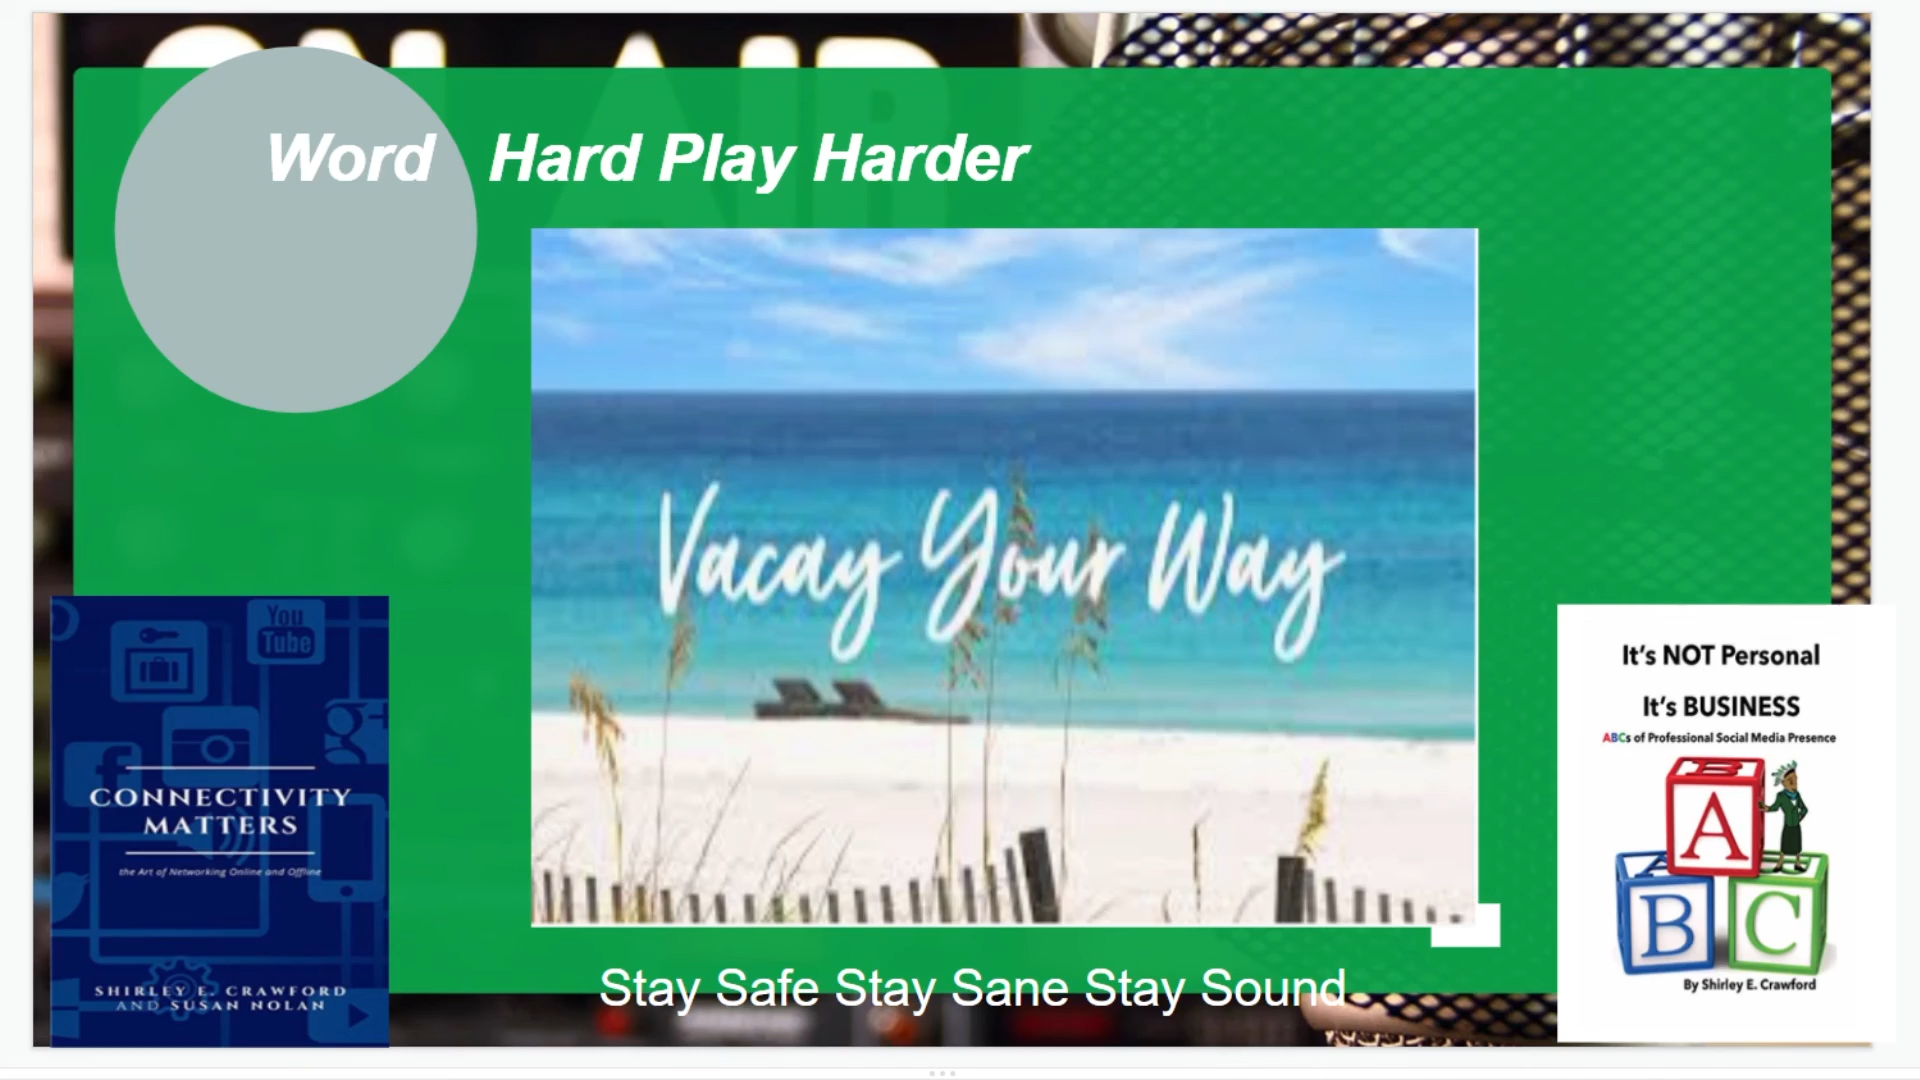 ON AIR
Word Hard Play Harder
Vacay Your Way
You
Tube
g+
f
CONNECTIVITY
MATTERS
the Art of Networking Online and Offline
SHIRLEY E. CRAWFORD
AND SUSAN NOLAN
It's NOT Personal
It's BUSINESS
ABCs of Professional Social Media Presence
B
A
A
B
C
By Shirley E. Crawford
Stay Safe Stay Sane Stay Sound